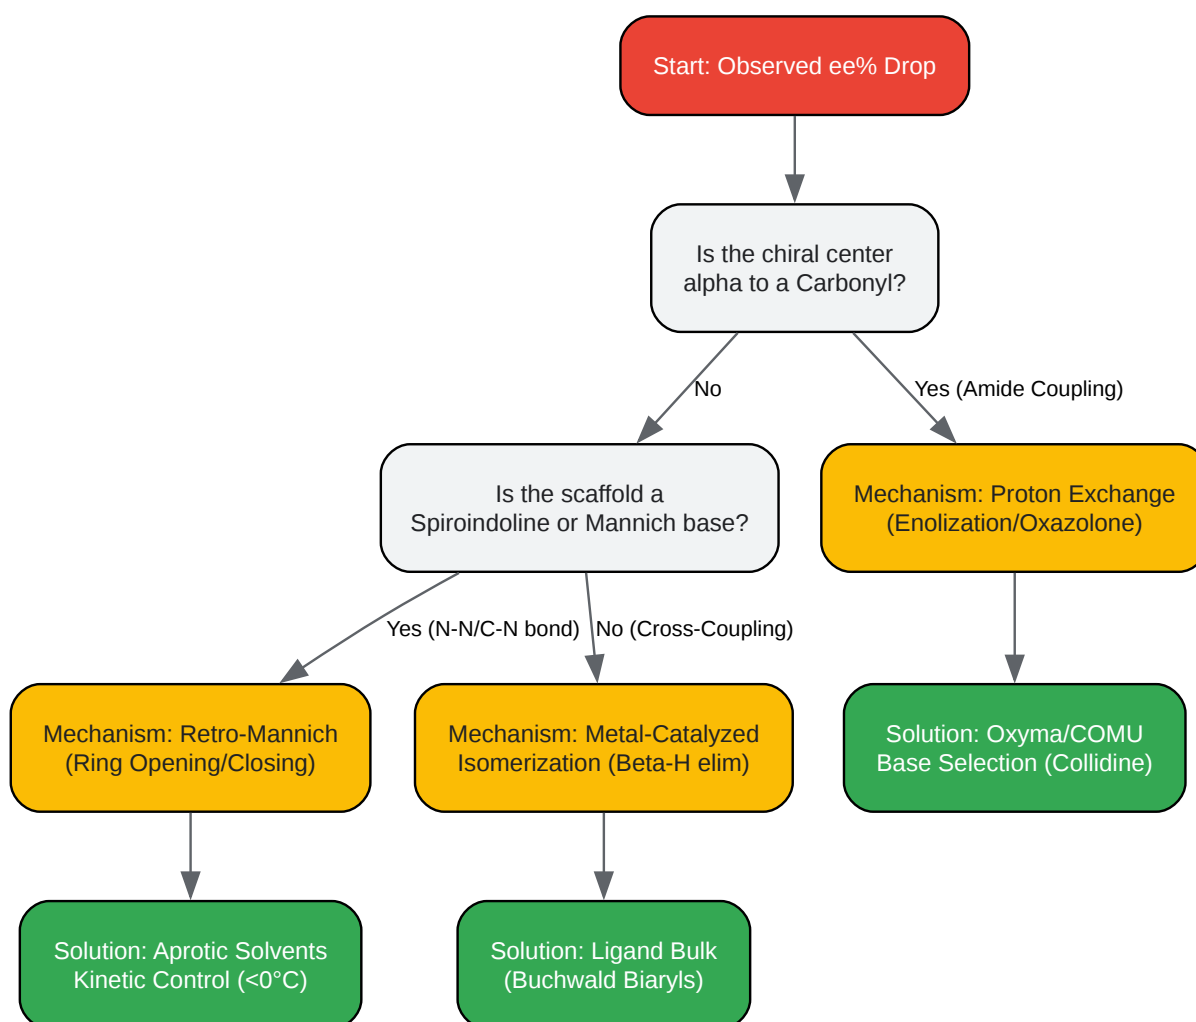 Start: Observed ee% Drop
Is the chiral center
alpha to a Carbonyl?
No
Yes (Amide Coupling)
Is the scaffold a
Spiroindoline or Mannich base?
Mechanism: Proton Exchange
(Enolization/Oxazolone)
Yes (N-N/C-N bond)
No (Cross-Coupling)
Mechanism: Retro-Mannich
(Ring Opening/Closing)
Mechanism: Metal-Catalyzed
Isomerization (Beta-H elim)
Solution: Oxyma/COMU
Base Selection (Collidine)
Solution: Aprotic Solvents
Kinetic Control (<0°C)
Solution: Ligand Bulk
(Buchwald Biaryls)